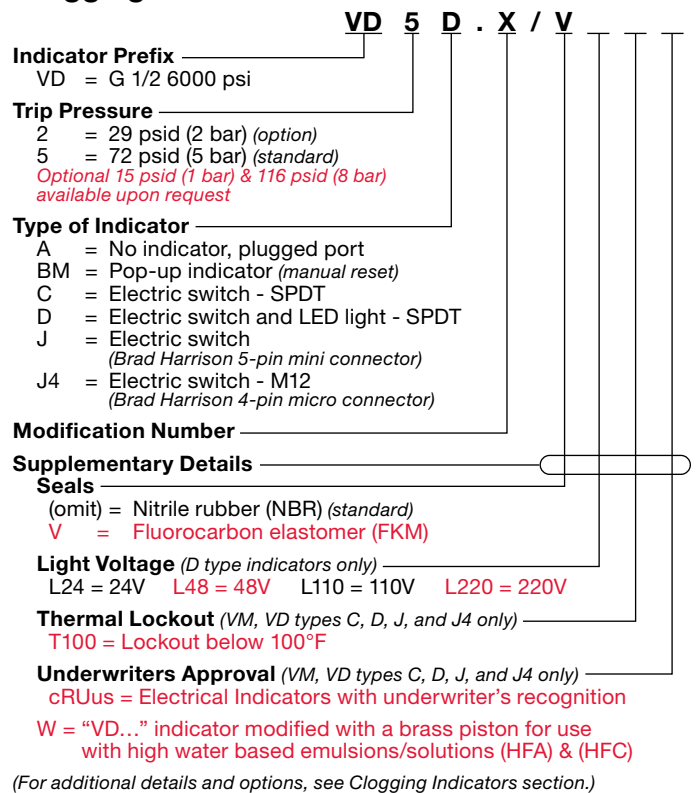 VD 5 D . X / V _ _ _
Indicator Prefix
VD = G 1/2 6000 psi
Trip Pressure
2 = 29 psid (2 bar) (option)
5 = 72 psid (5 bar) (standard)
Optional 15 psid (1 bar) & 116 psid (8 bar)
available upon request
Type of Indicator
A = No indicator, plugged port
BM = Pop-up indicator (manual reset)
C = Electric switch - SPDT
D = Electric switch and LED light - SPDT
J = Electric switch
(Brad Harrison 5-pin mini connector)
J4 = Electric switch - M12
(Brad Harrison 4-pin micro connector)
Modification Number
Supplementary Details
Seals
(omit) = Nitrile rubber (NBR) (standard)
V = Fluorocarbon elastomer (FKM)
Light Voltage (D type indicators only)
L24 = 24V L48 = 48V L110 = 110V L220 = 220V
Thermal Lockout (VM, VD types C, D, J, and J4 only)
T100 = Lockout below 100°F
Underwriters Approval (VM, VD types C, D, J, and J4 only)
cRUus = Electrical Indicators with underwriter's recognition
W = “VD…” indicator modified with a brass piston for use
with high water based emulsions/solutions (HFA) & (HFC)
(For additional details and options, see Clogging Indicators section.)